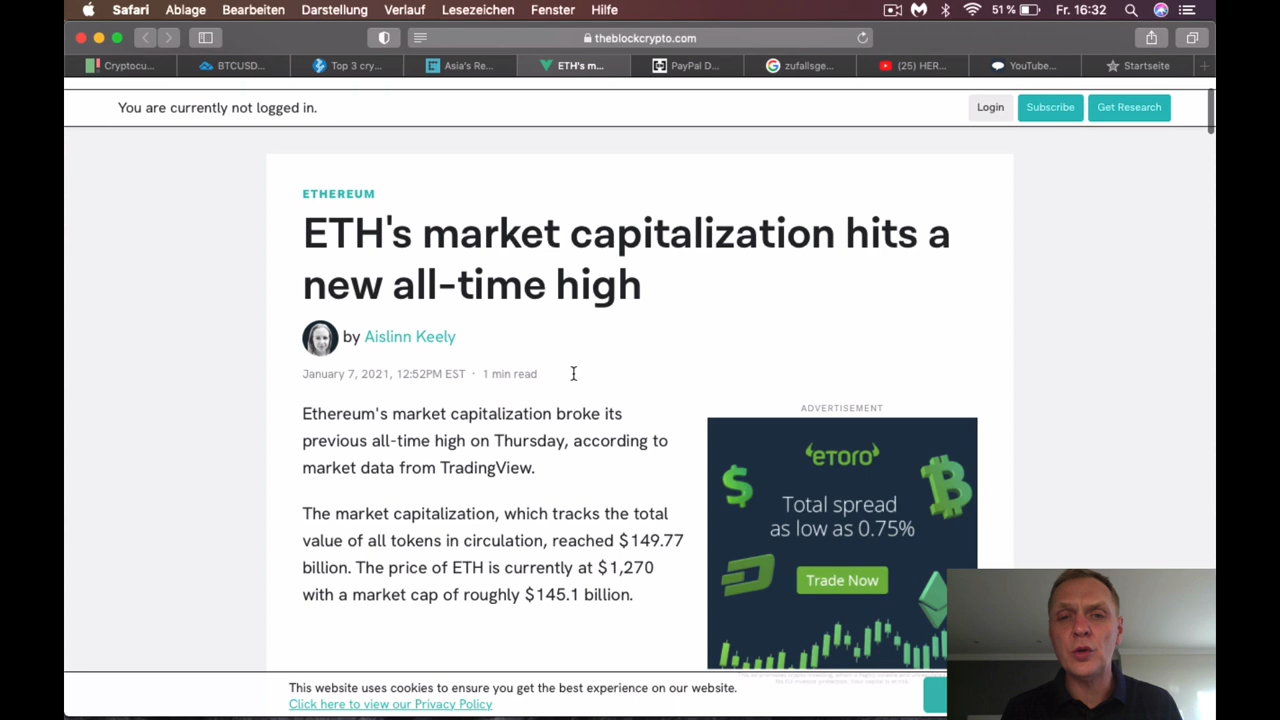 Safari Ablage Bearbeiten Darstellung Verlauf Lesezeichen Fenster Hilfe 51 % Fr. 16:32
theblockcrypto.com
Cryptocu... BTCUSD... Top 3 cry... Asia's Re... ETH's m... PayPal D... zufallsge... (25) HER... YouTube... Startseite
You are currently not logged in. Login Subscribe Get Research
ETHEREUM
ETH's market capitalization hits a
new all-time high
by Aislinn Keely
January 7, 2021, 12:52PM EST · 1 min read
Ethereum's market capitalization broke its
previous all-time high on Thursday, according to
market data from TradingView.
The market capitalization, which tracks the total
value of all tokens in circulation, reached $149.77
billion. The price of ETH is currently at $1,270
with a market cap of roughly $145.1 billion.
ADVERTISEMENT
eToro
Total spread
as low as 0.75%
Trade Now
This website uses cookies to ensure you get the best experience on our website.
Click here to view our Privacy Policy